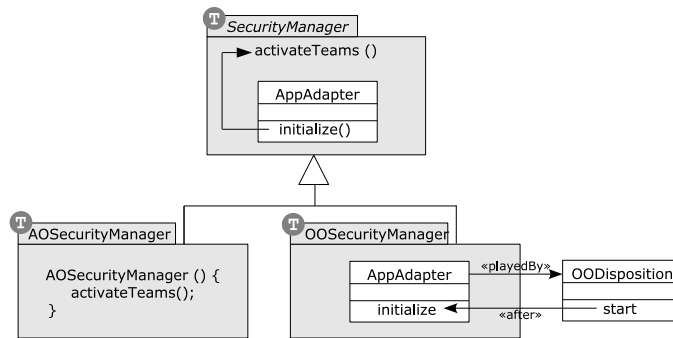 T
SecurityManager
activateTeams ()
AppAdapter
initialize()
T
AOSecurityManager
AOSecurityManager () {
activateTeams();
}
T
OOSecurityManager
AppAdapter
initialize
«playedBy»
«after»
OODisposition
start